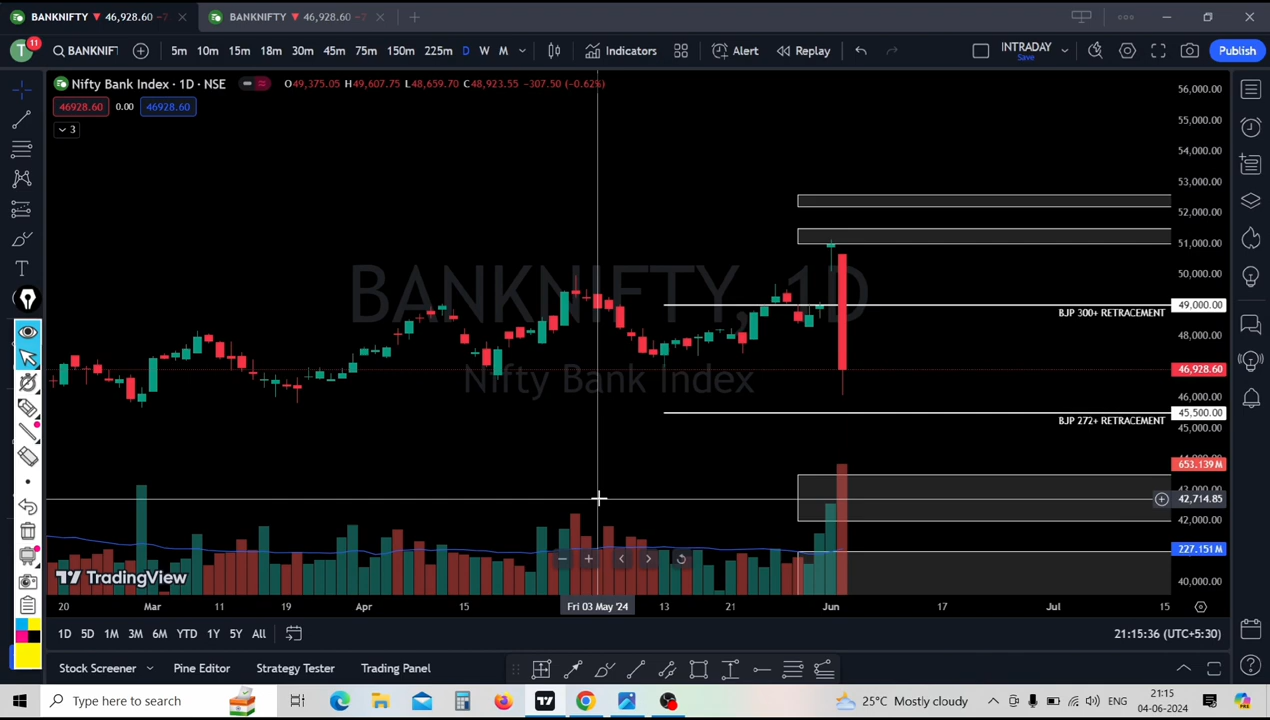 BANKNIFTY ▼ 46,928.60 −7
BANKNIFTY ▼ 46,928.60 −7
T 11 BANKNIFT 5m 10m 15m 18m 30m 45m 75m 150m 225m D W M Indicators Alert Replay INTRADAY Save Publish
Nifty Bank Index · 1D · NSE O49,375.05 H49,607.75 L48,659.70 C48,923.55 −307.50 (−0.62%)
46928.60 0.00 46928.60
3
56,000.00
55,000.00
54,000.00
53,000.00
52,000.00
51,000.00
50,000.00
BANKNIFTY, 1D
49,000.00
BJP 300+ RETRACEMENT
48,000.00
46,928.60
Nifty Bank Index
46,000.00
45,500.00
BJP 272+ RETRACEMENT
45,000.00
653.139M
42,714.85
42,000.00
227.151M
TradingView
40,000.00
20 Mar 11 19 Apr 15 Fri 03 May '24 13 21 Jun 17 Jul 15
1D 5D 1M 3M 6M YTD 1Y 5Y All 21:15:36 (UTC+5:30)
Stock Screener Pine Editor Strategy Tester Trading Panel
Type here to search 25°C Mostly cloudy ENG 21:15
04-06-2024